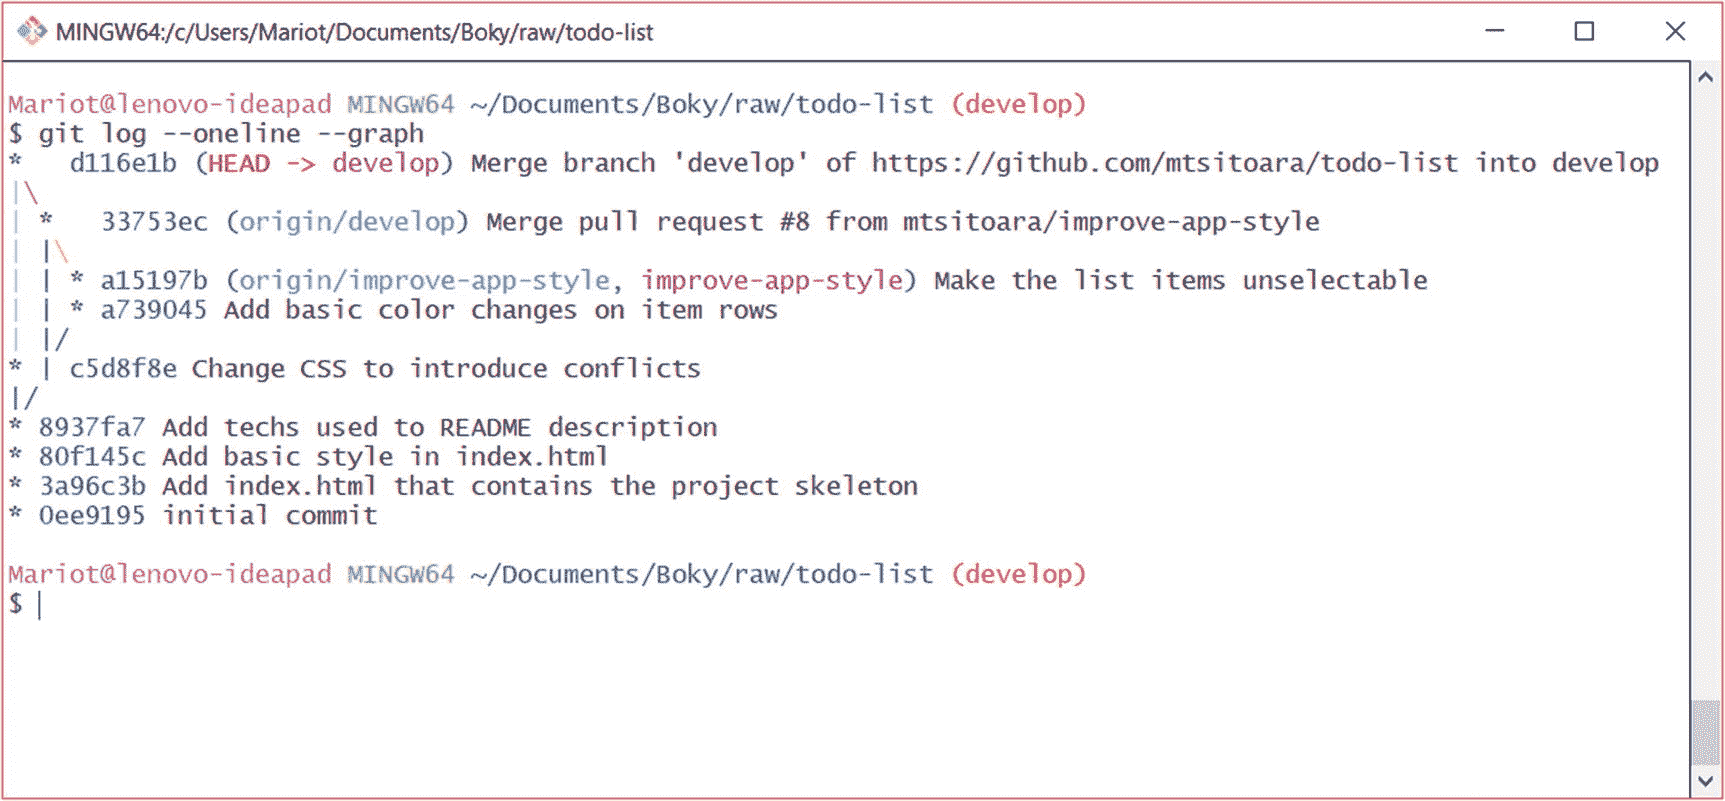 MINGW64:/c/Users/Mariot/Documents/Boky/raw/todo-list
Mariot@lenovo-ideapad MINGW64 ~/Documents/Boky/raw/todo-list (develop)
$ git log --oneline --graph
*   d116e1b (HEAD -> develop) Merge branch 'develop' of https://github.com/mtsitoara/todo-list into develop
|\
| *   33753ec (origin/develop) Merge pull request #8 from mtsitoara/improve-app-style
| |\
| | * a15197b (origin/improve-app-style, improve-app-style) Make the list items unselectable
| | * a739045 Add basic color changes on item rows
| |/
* | c5d8f8e Change CSS to introduce conflicts
|/
* 8937fa7 Add techs used to README description
* 80f145c Add basic style in index.html
* 3a96c3b Add index.html that contains the project skeleton
* 0ee9195 initial commit
Mariot@lenovo-ideapad MINGW64 ~/Documents/Boky/raw/todo-list (develop)
$